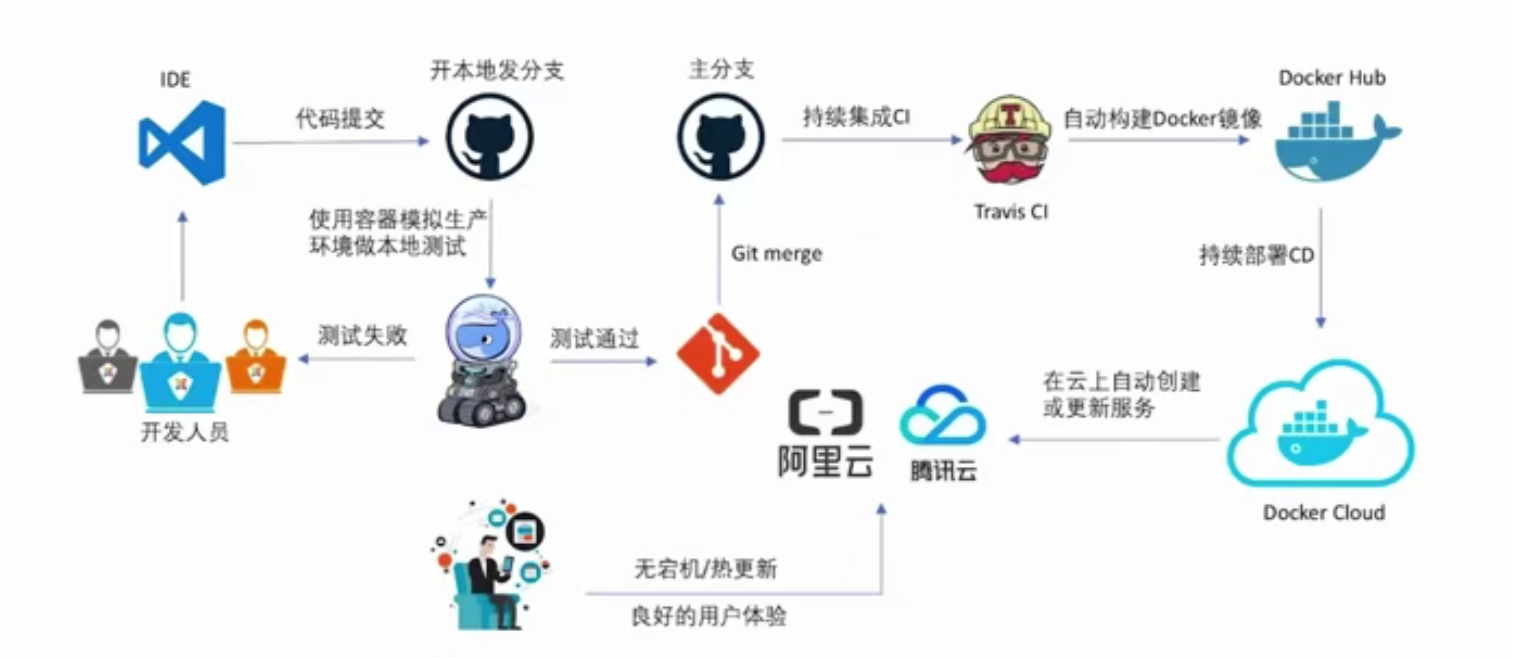 IDE
代码提交
开本地发分支
主分支
持续集成CI
Travis CI
自动构建Docker镜像
Docker Hub
使用容器模拟生产
环境做本地测试
Git merge
持续部署CD
开发人员
测试失败
测试通过
阿里云
腾讯云
在云上自动创建
或更新服务
Docker Cloud
无宕机/热更新
良好的用户体验
T